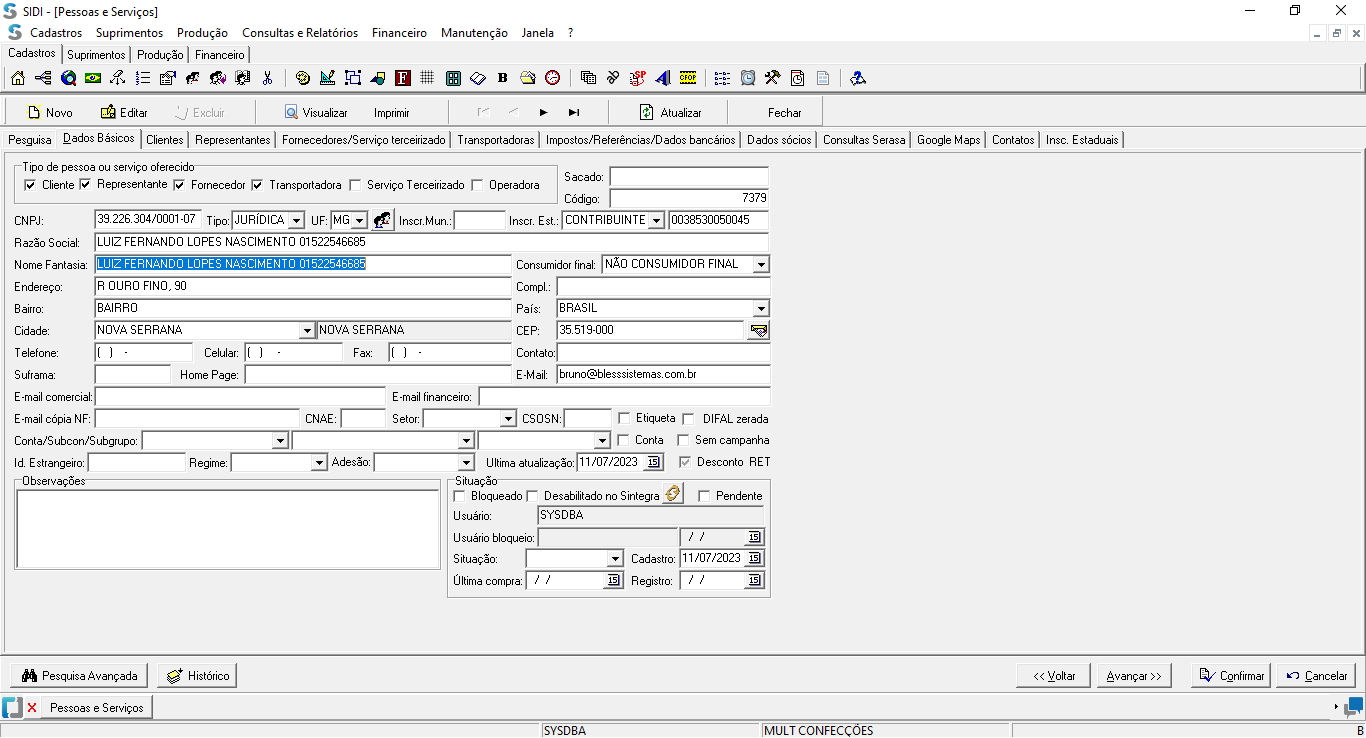 SIDI - [Pessoas e Serviços]
Cadastros Suprimentos Produção Consultas e Relatórios Financeiro Manutenção Janela ?
Cadastros Suprimentos Produção Financeiro
B SP CFOP
Novo Editar Excluir Visualizar Imprimir Atualizar Fechar
Pesquisa Dados Básicos Clientes Representantes Fornecedores/Serviço terceirizado Transportadoras Impostos/Referências/Dados bancários Dados sócios Consultas Serasa Google Maps Contatos Insc. Estaduais
Tipo de pessoa ou serviço oferecido
Cliente Representante Fornecedor Transportadora Serviço Terceirizado Operadora
Sacado:
Código: 7379
CNPJ: 39.226.304/0001-07 Tipo: JURÍDICA UF: MG Inscr.Mun.: Inscr. Est.: CONTRIBUINTE 0038530050045
Razão Social: LUIZ FERNANDO LOPES NASCIMENTO 01522546685
Nome Fantasia: LUIZ FERNANDO LOPES NASCIMENTO 01522546685 Consumidor final: NÃO CONSUMIDOR FINAL
Endereço: R OURO FINO, 90 Compl.:
Bairro: BAIRRO País: BRASIL
Cidade: NOVA SERRANA NOVA SERRANA CEP: 35.519-000
Telefone: ( ) - Celular: ( ) - Fax: ( ) - Contato:
Suframa: Home Page: E-Mail: bruno@blesssistemas.com.br
E-mail comercial: E-mail financeiro:
E-mail cópia NF: CNAE: Setor: CSOSN: Etiqueta DIFAL zerada
Conta/Subcon/Subgrupo: Conta Sem campanha
Id. Estrangeiro: Regime: Adesão: Ultima atualização: 11/07/2023 15 Desconto RET
Observações
Situação
Bloqueado Desabilitado no Sintegra Pendente
Usuário: SYSDBA
Usuário bloqueio: / / 15
Situação: Cadastro: 11/07/2023 15
Última compra: / / 15 Registro: / / 15
Pesquisa Avançada Histórico << Voltar Avançar >> Confirmar Cancelar
Pessoas e Serviços
SYSDBA MULT CONFECÇÕES B